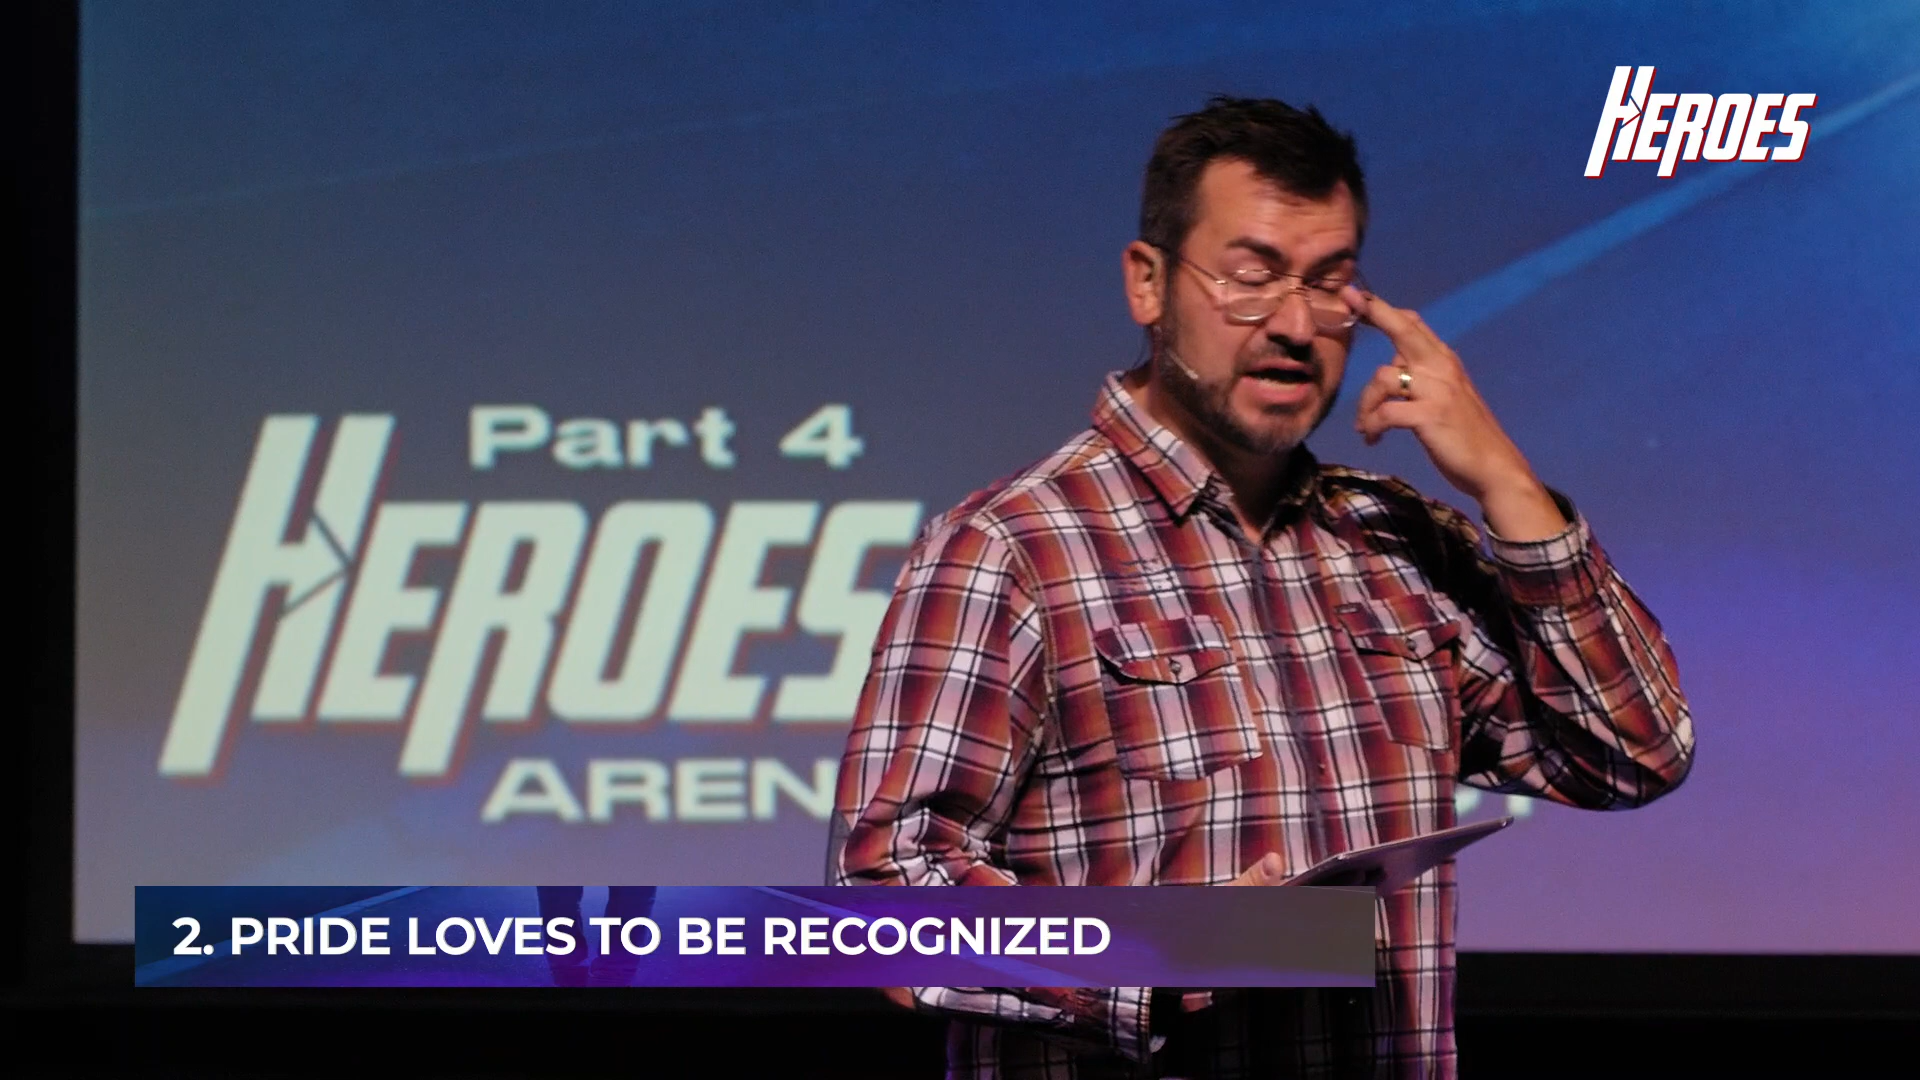 HEROES
Part 4
HEROES
AREN
2. PRIDE LOVES TO BE RECOGNIZED